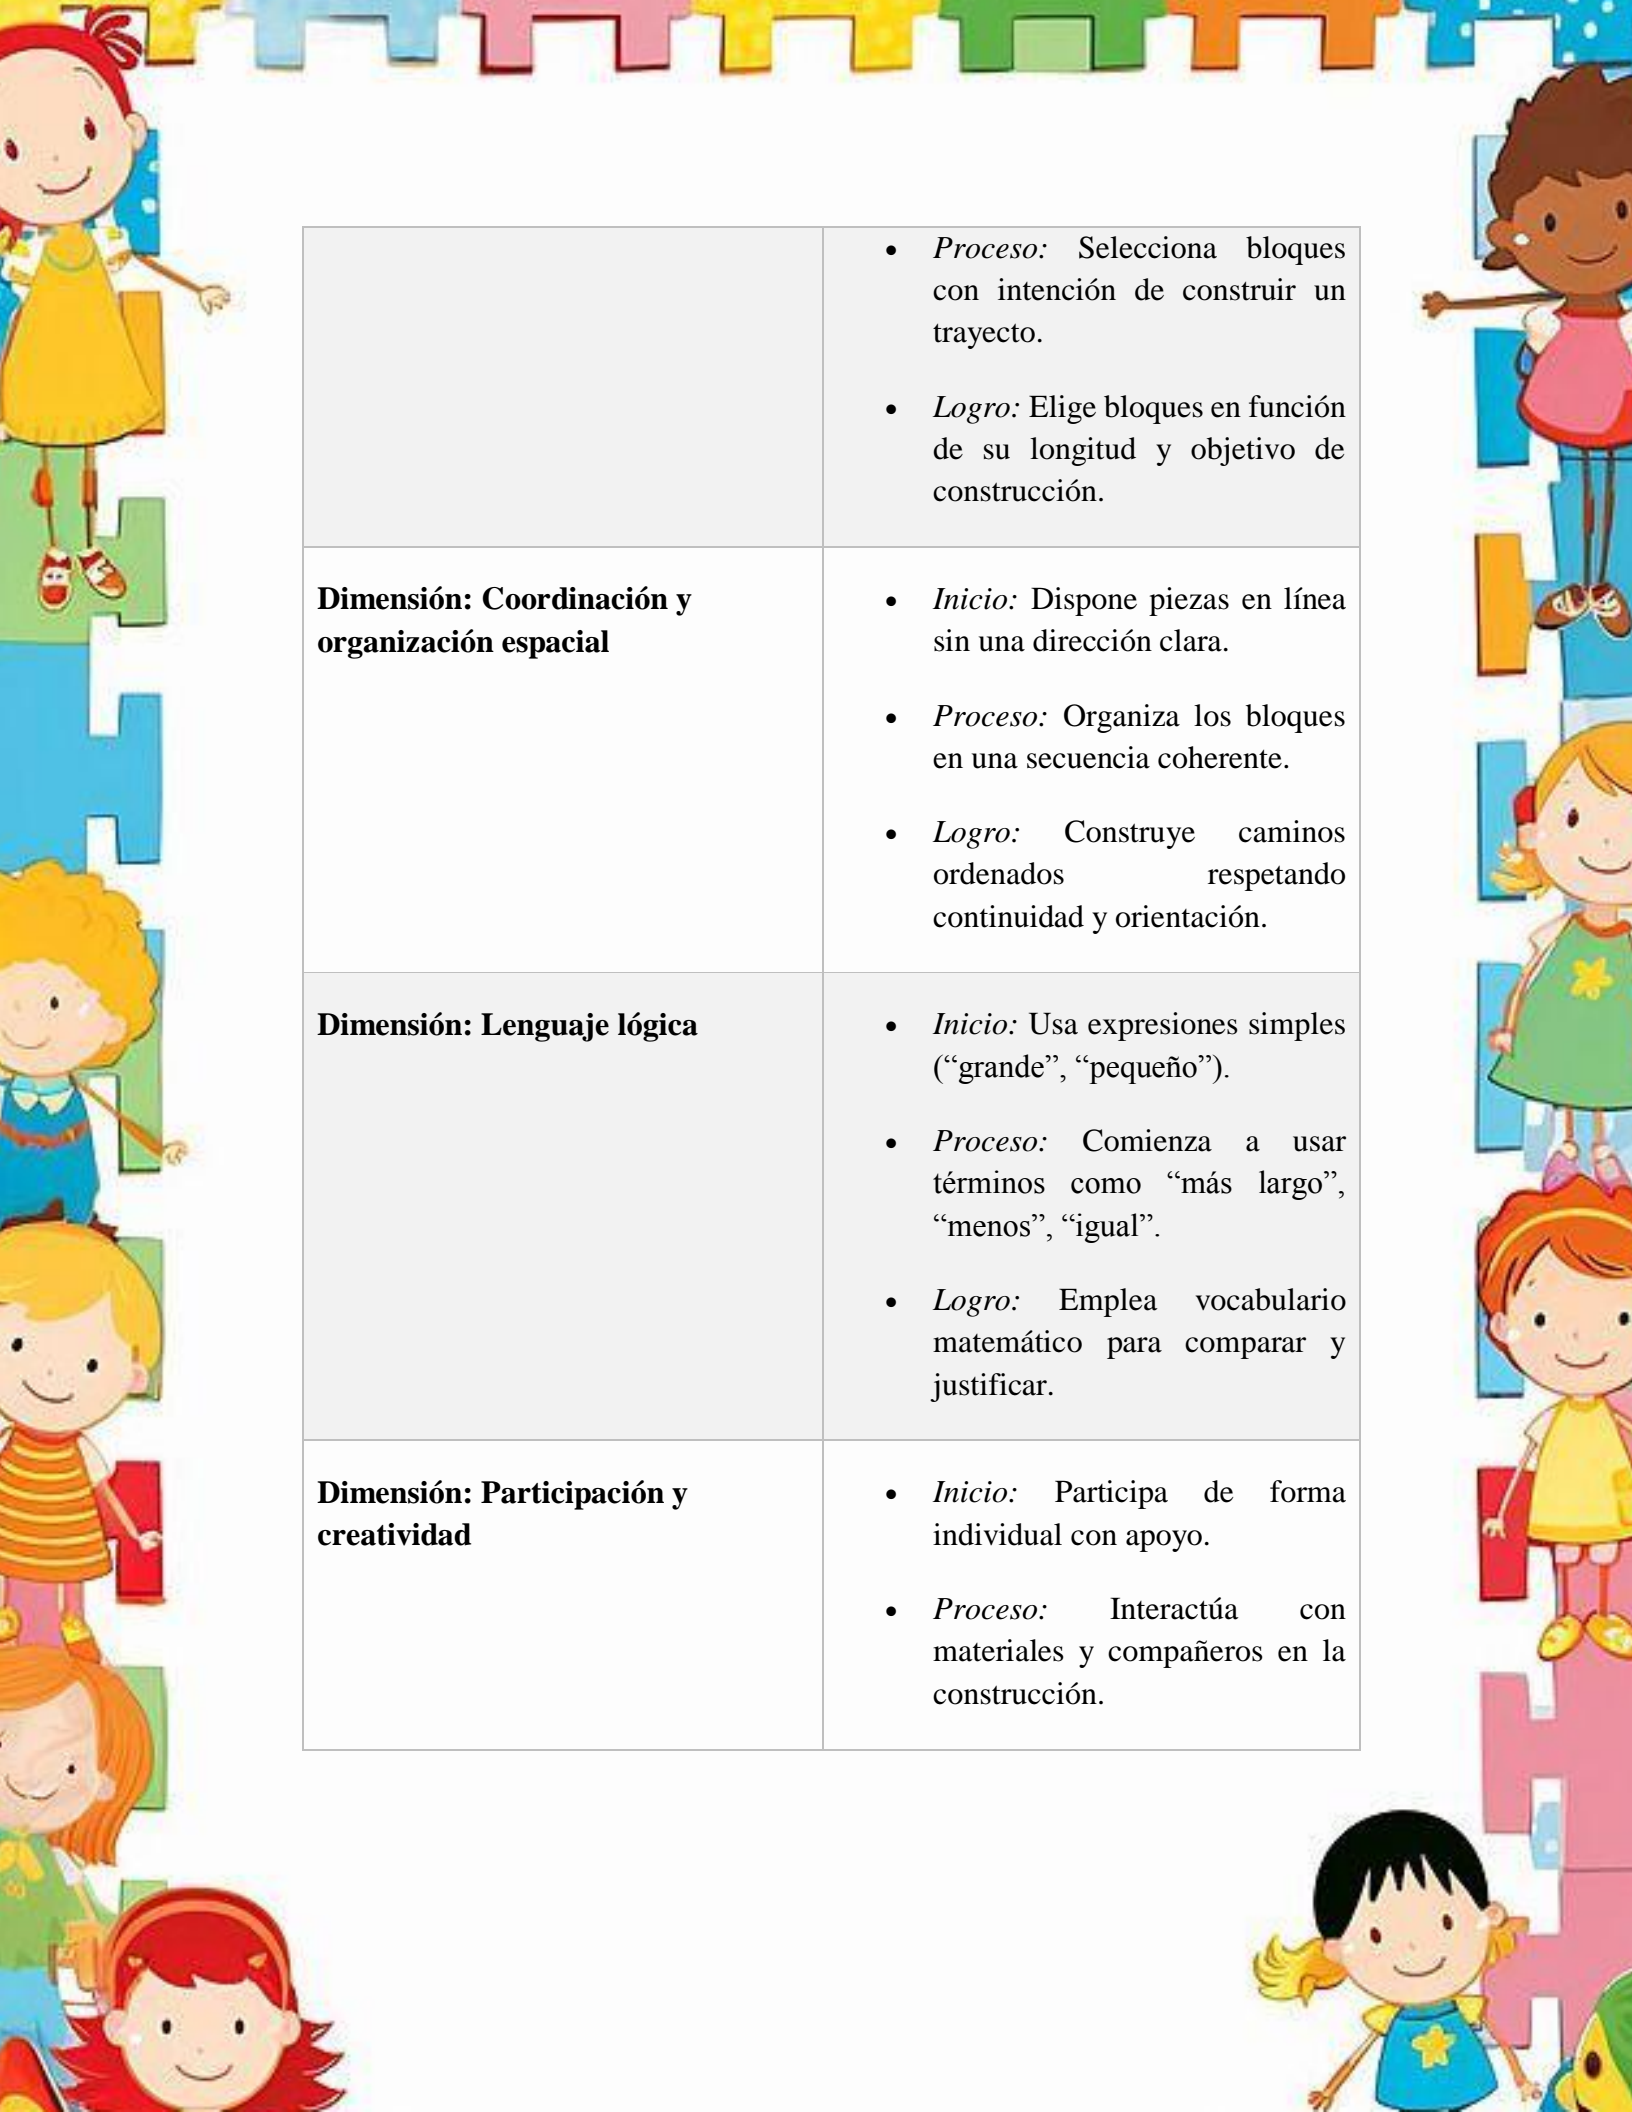 • Proceso: Selecciona bloques
con intención de construir un
trayecto.
• Logro: Elige bloques en función
de su longitud y objetivo de
construcción.
Dimensión: Coordinación y
organización espacial
• Inicio: Dispone piezas en línea
sin una dirección clara.
• Proceso: Organiza los bloques
en una secuencia coherente.
• Logro: Construye caminos
ordenados respetando
continuidad y orientación.
Dimensión: Lenguaje lógica
• Inicio: Usa expresiones simples
(“grande”, “pequeño”).
• Proceso: Comienza a usar
términos como “más largo”,
“menos”, “igual”.
• Logro: Emplea vocabulario
matemático para comparar y
justificar.
Dimensión: Participación y
creatividad
• Inicio: Participa de forma
individual con apoyo.
• Proceso: Interactúa con
materiales y compañeros en la
construcción.